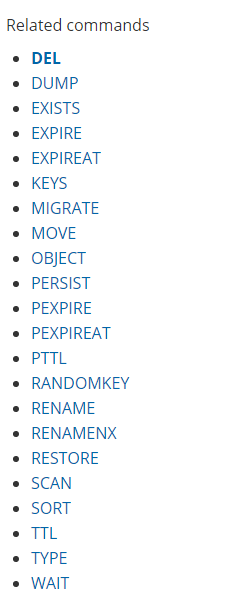 Related commands
DEL
DUMP
EXISTS
EXPIRE
EXPIREAT
KEYS
MIGRATE
MOVE
OBJECT
PERSIST
PEXPIRE
PEXPIREAT
PTTL
RANDOMKEY
RENAME
RENAMENX
RESTORE
SCAN
SORT
TTL
TYPE
WAIT